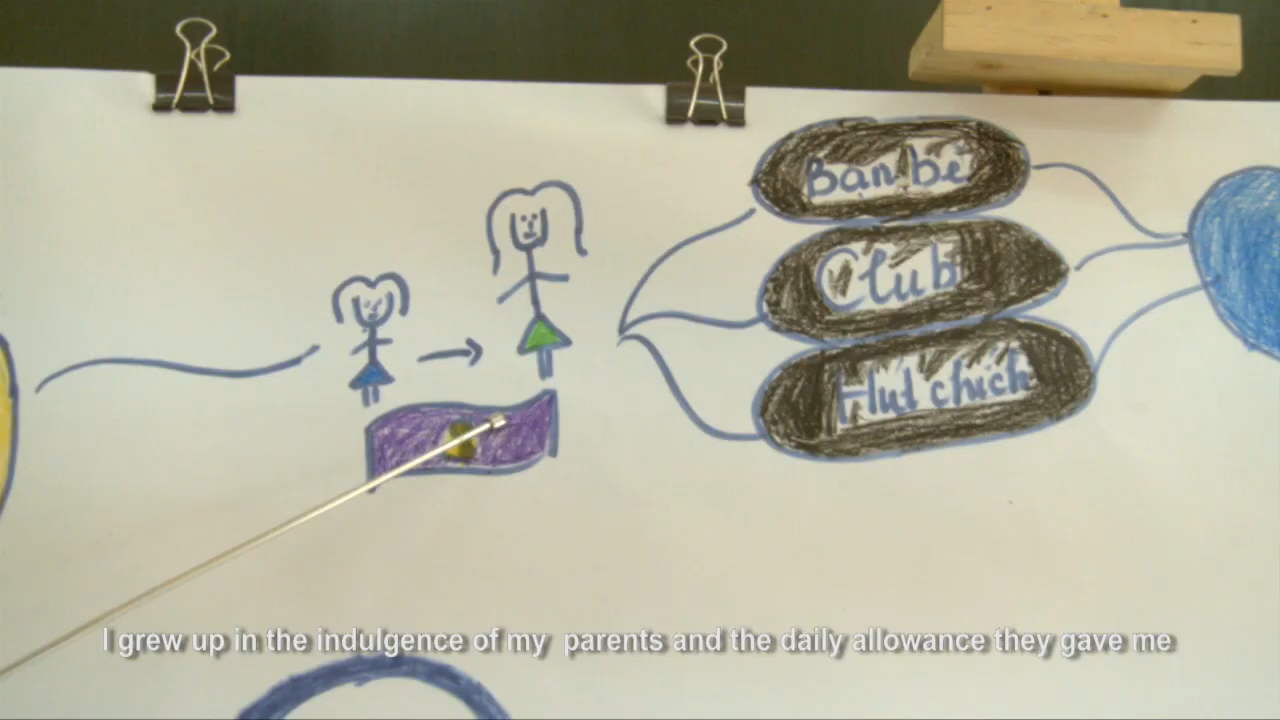 Ban bè
Club
Hut chich
I grew up in the indulgence of my parents and the daily allowance they gave me